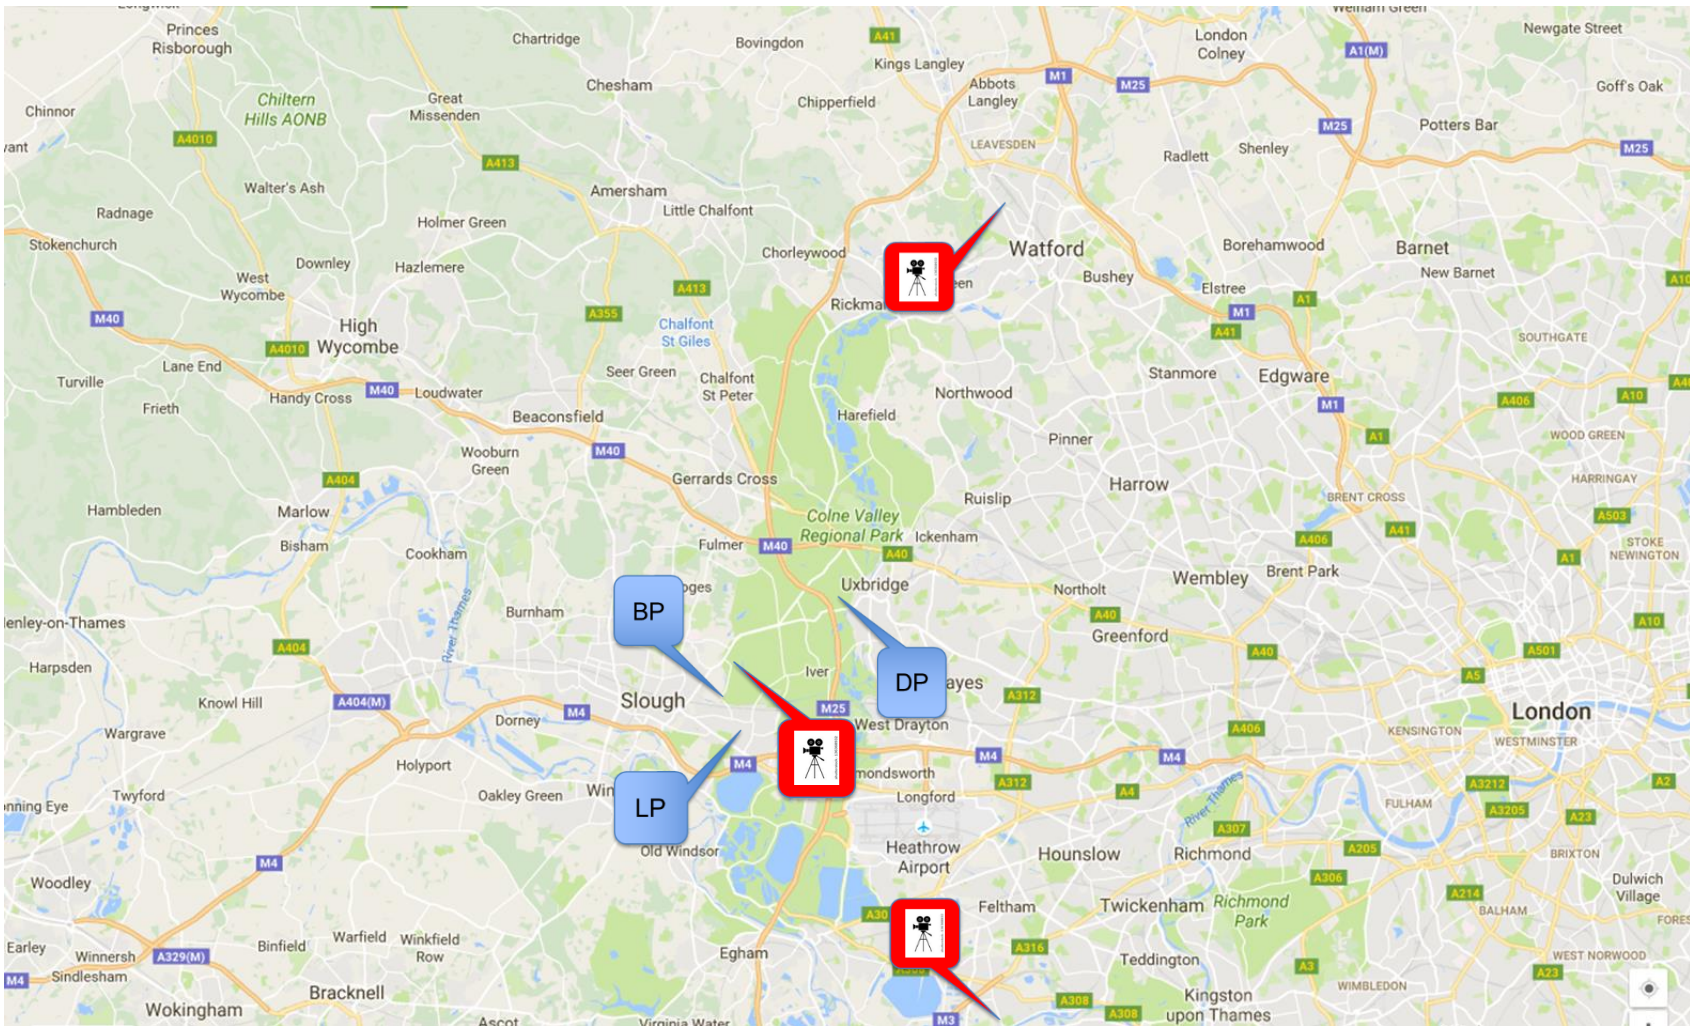 Princes
Risborough
Chartridge
Bovingdon
A41
Kings Langley
London
Colney
A1(M)
Newgate Street
Chinnor
Chiltern
Hills AONB
Great
Missenden
Chesham
Chipperfield
Abbots
Langley
M1
M25
Goff's Oak
A4010
A413
LEAVESDEN
M25
Potters Bar
M25
Radlett
Shenley
Walter's Ash
Amersham
Little Chalfont
Radnage
Holmer Green
Stokenchurch
Downley
Hazlemere
Chorleywood
Watford
Borehamwood
Barnet
New Barnet
West
Wycombe
A413
Bushey
Elstree
A1
M40
High
Wycombe
A355
Chalfont
St Giles
M1
A41
SOUTHGATE
A4010
Lane End
Turville
Handy Cross
M40
Loudwater
Seer Green
Chalfont
St Peter
Northwood
Stanmore
Edgware
A406
A10
Frieth
Beaconsfield
Harefield
M1
Wooburn
Green
M40
Pinner
A1
WOOD GREEN
A404
Gerrards Cross
Ruislip
Harrow
BRENT CROSS
HARRINGAY
Hambleden
Marlow
Colne Valley
Regional Park
Ickenham
A41
A503
Bisham
Cookham
Fulmer
M40
A40
A406
A1
STOKE
NEWINGTON
BP
Uxbridge
Northolt
Wembley
Brent Park
River Thames
Burnham
A40
Greenford
A10
A404
Harpsden
Iver
DP
A40
A501
A5
Knowl Hill
A404(M)
Slough
M25
A312
London
Dorney
M4
West Drayton
A406
KENSINGTON
WESTMINSTER
Wargrave
Holyport
M4
M4
M4
LP
Twyford
Oakley Green
Longford
A312
A4
River Thames
FULHAM
A3212
A3205
A2
A23
A307
Old Windsor
Heathrow
Airport
Hounslow
Richmond
A205
BRIXTON
M4
Woodley
A306
Dulwich
Village
Feltham
Twickenham
Richmond
Park
A214
BALHAM
Earley
Winnersh
A329(M)
Binfield
Warfield
Winkfield
Row
Egham
A316
Teddington
A3
WEST NORWOOD
A23
M4
Sindlesham
Bracknell
Wokingham
Ascot
Virginia Water
M3
A308
A308
Kingston
upon Thames
WIMBLEDON